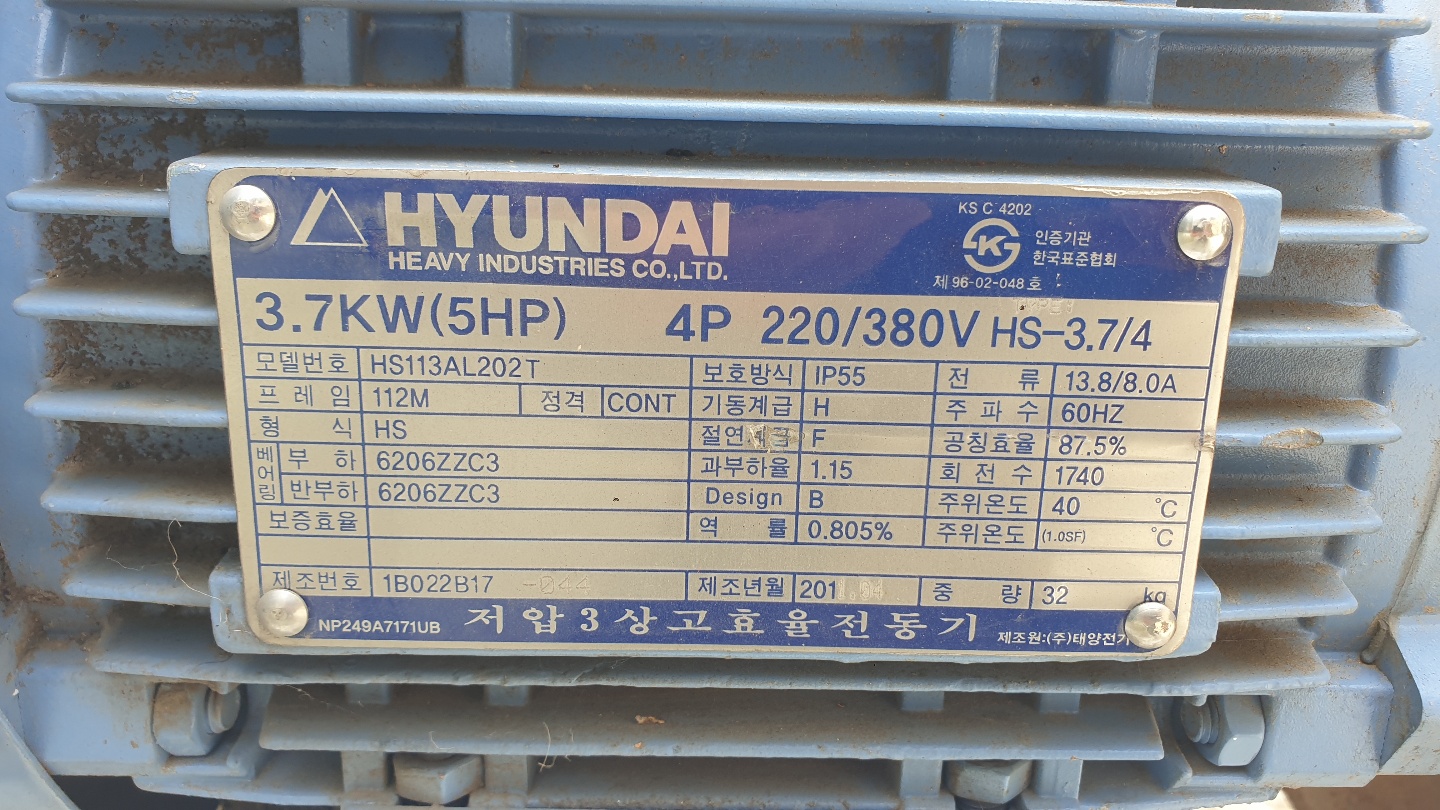 HYUNDAI
HEAVY INDUSTRIES CO.,LTD.
KS C 4202
인증기관
한국표준협회
제 96-02-048 호
3.7KW(5HP) 4P 220/380V HS-3.7/4
모델번호 HS113AL202T 보호방식 IP55 전 류 13.8/8.0A
프 레 임 112M 정격 CONT 기동계급 H 주 파 수 60HZ
형 식 HS F 공칭효율 87.5%
베어링 부 하 6206ZZC3 과부하율 1.15 회 전 수 1740
반부하 6206ZZC3 Design B 주위온도 40 °C
보증효율 역 률 0.805% 주위온도 (1.0SF) °C
제조번호 1B022B17 -044 제조년월 201 중 량 32 kg
NP249A7171UB 저압3상고효율전동기 제조원:(주)태양전기